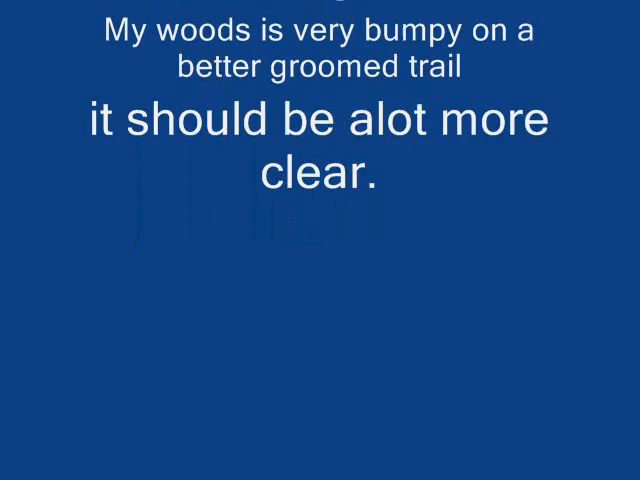 My woods is very bumpy on a
better groomed trail
it should be alot more
clear.